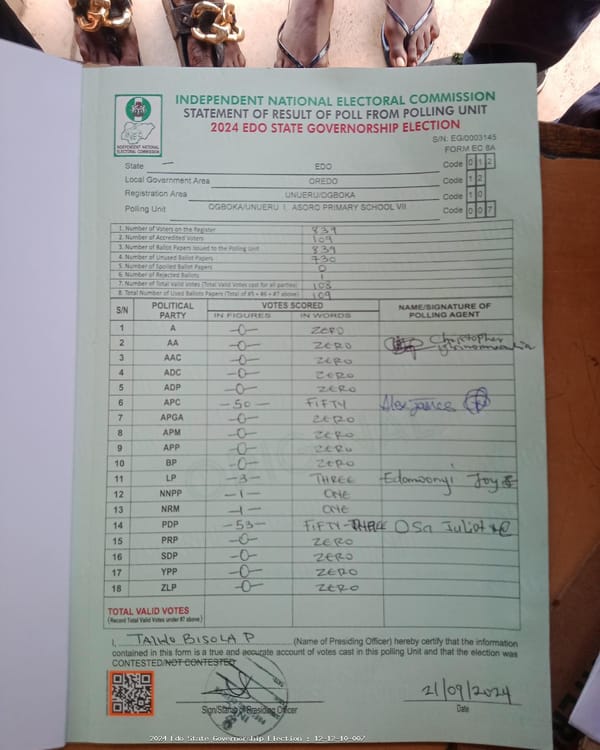 INDEPENDENT NATIONAL ELECTORAL COMMISSION
STATEMENT OF RESULT OF POLL FROM POLLING UNIT
2024 EDO STATE GOVERNORSHIP ELECTION
S/N: EG/0003145
FORM EC 8A
INDEPENDENT NATIONAL ELECTORAL COMMISSION
State EDO Code 0 1 2
Local Government Area OREDO Code 1 2
Registration Area UNUERU/OGBOKA Code 1 0
Polling Unit OGBOKA/UNUERU 1, ASORO PRIMARY SCHOOL VII Code 0 0 7
1. Number of Voters on the Register 839
2. Number of Accredited Voters 109
3. Number of Ballot Papers Issued to the Polling Unit 839
4. Number of Unused Ballot Papers 730
5. Number of Spoiled Ballot Papers 0
6. Number of Rejected Ballots 1
7. Number of Total Valid Votes (Total Valid Votes cast for all parties) 108
8. Total Number of Used Ballots Papers (Total of #5 + #6 + #7 above) 109
S/N POLITICAL PARTY VOTES SCORED NAME/SIGNATURE OF POLLING AGENT
IN FIGURES IN WORDS
1 A -0- ZERO
2 AA -0- ZERO Christopher
3 AAC -0- ZERO
4 ADC -0- ZERO
5 ADP -0- ZERO
6 APC -50- FIFTY Alex James
7 APGA -0- ZERO
8 APM -0- ZERO
9 APP -0- ZERO
10 BP -0- ZERO
11 LP -3- THREE Edomwonyi Joy
12 NNPP -1- ONE
13 NRM -1- ONE
14 PDP -53- FIFTY-THREE Osa Juliet
15 PRP -0- ZERO
16 SDP -0- ZERO
17 YPP -0- ZERO
18 ZLP -0- ZERO
TOTAL VALID VOTES
(Record Total Valid Votes under #7 above)
I, TAIWO BISOLA P (Name of Presiding Officer) hereby certify that the information
contained in this form is a true and accurate account of votes cast in this polling Unit and that the election was
CONTESTED/NOT CONTESTED
21/09/2024
Sign/Stamp of Presiding Officer Date
2024 Edo State Governorship Election : 12-12-10-007